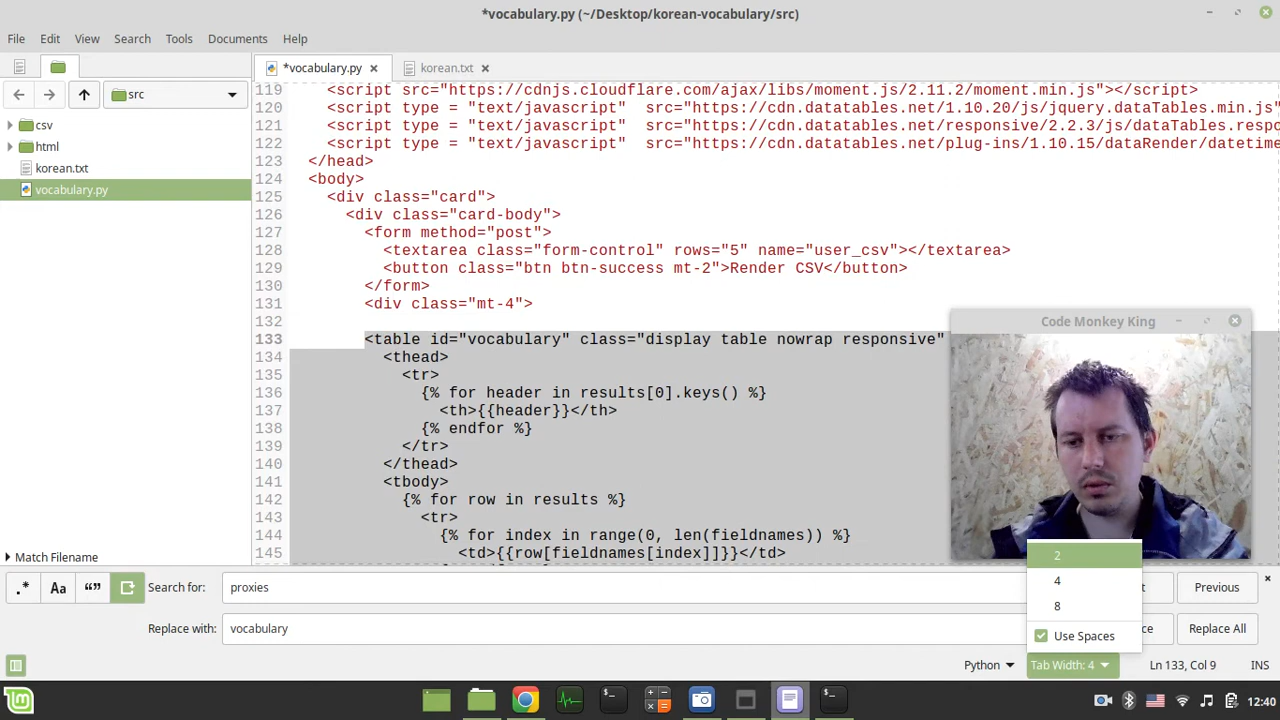 *vocabulary.py (~/Desktop/korean-vocabulary/src)
File Edit View Search Tools Documents Help
*vocabulary.py korean.txt
src
csv
html
korean.txt
vocabulary.py
119 <script src="https://cdnjs.cloudflare.com/ajax/libs/moment.js/2.11.2/moment.min.js"></script>
120 <script type = "text/javascript"  src="https://cdn.datatables.net/1.10.20/js/jquery.dataTables.min.js"
121 <script type = "text/javascript"  src="https://cdn.datatables.net/responsive/2.2.3/js/dataTables.respo
122 <script type = "text/javascript"  src="https://cdn.datatables.net/plug-ins/1.10.15/dataRender/datetime
123 </head>
124 <body>
125 <div class="card">
126 <div class="card-body">
127 <form method="post">
128 <textarea class="form-control" rows="5" name="user_csv"></textarea>
129 <button class="btn btn-success mt-2">Render CSV</button>
130 </form>
131 <div class="mt-4">
132
133 <table id="vocabulary" class="display table nowrap responsive"
134 <thead>
135 <tr>
136 {% for header in results[0].keys() %}
137 <th>{{header}}</th>
138 {% endfor %}
139 </tr>
140 </thead>
141 <tbody>
142 {% for row in results %}
143 <tr>
144 {% for index in range(0, len(fieldnames)) %}
145 <td>{{row[fieldnames[index]]}}</td>
Code Monkey King
2
4
8
Use Spaces
Match Filename
.* Aa “” Search for: proxies t Previous
Replace with: vocabulary ce Replace All
Python Tab Width: 4 Ln 133, Col 9 INS
12:40